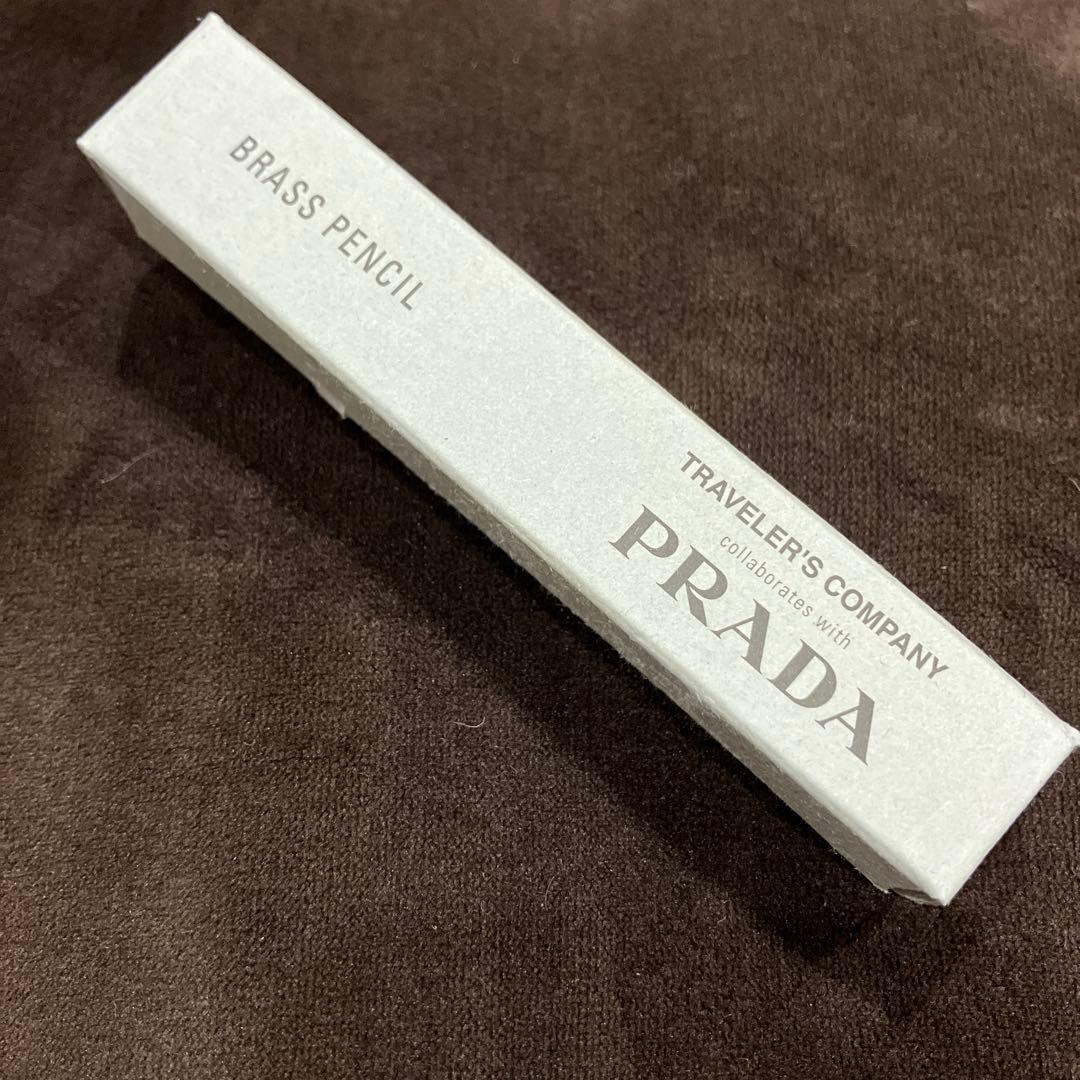 BRASS PENCIL
TRAVELER'S COMPANY
collaborates with
PRADA